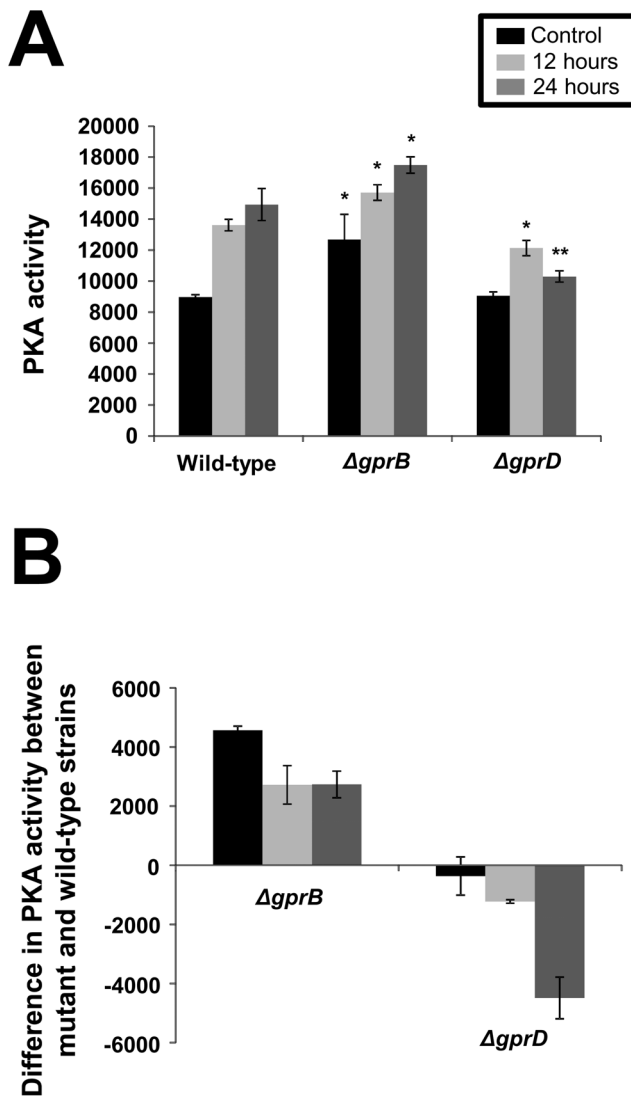 A
Control
12 hours
24 hours
PKA activity
20000
18000
16000
14000
12000
10000
8000
6000
4000
2000
0
*
*
*
*
**
Wild-type
ΔgprB
ΔgprD
B
Difference in PKA activity between
mutant and wild-type strains
6000
4000
2000
0
-2000
-4000
-6000
ΔgprB
ΔgprD